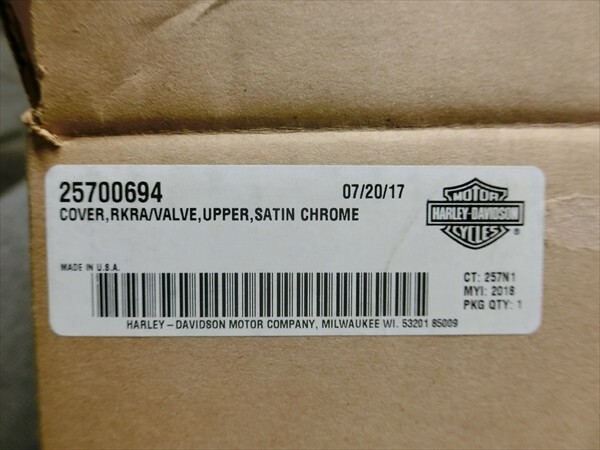 25700694 07/20/17
COVER,RKRA/VALVE,UPPER,SATIN CHROME
MOTOR
HARLEY-DAVIDSON
CYCLES
®
MADE IN U.S.A.
CT: 257N1
MYI: 2018
PKG QTY: 1
HARLEY-DAVIDSON MOTOR COMPANY, MILWAUKEE WI. 53201 85009